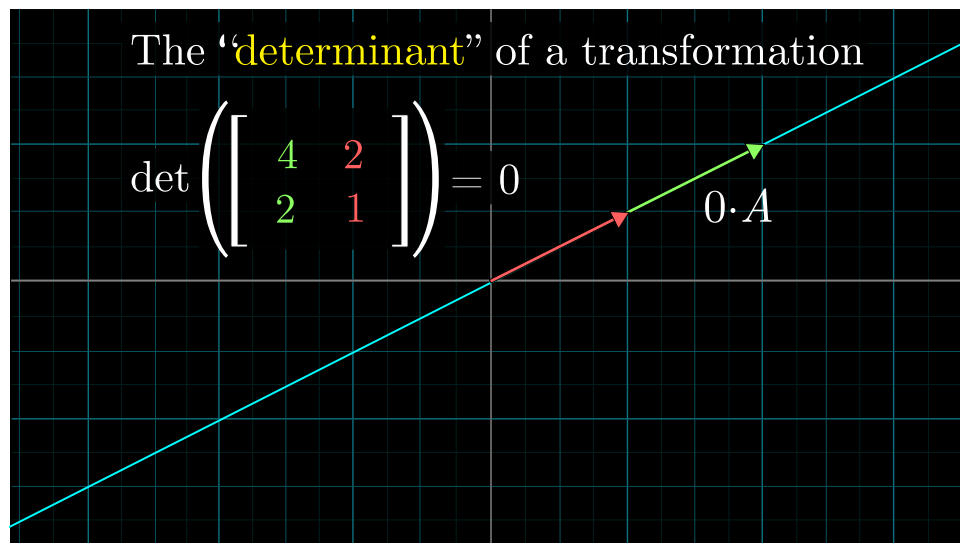 The “determinant” of a transformation
det([4 2
2 1]) = 0
0·A